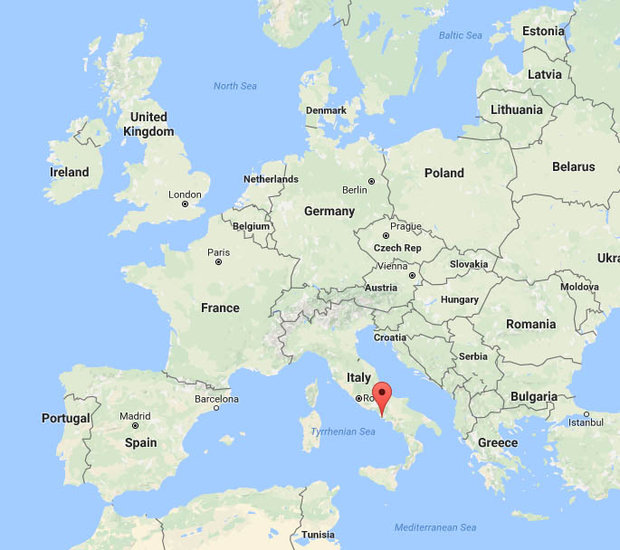 Estonia
Baltic Sea
Latvia
North Sea
Denmark
Lithuania
United
Kingdom
Belarus
Ireland
Netherlands
Poland
London
Berlin
Germany
Belgium
Prague
Czech Rep
Paris
Ukra
Vienna
Slovakia
Austria
Moldova
Hungary
France
Romania
Croatia
Serbia
Italy
Ro
Barcelona
Bulgaria
Portugal
Madrid
Istanbul
Tyrrhenian Sea
Spain
Greece
Mediterranean Sea
Tunisia